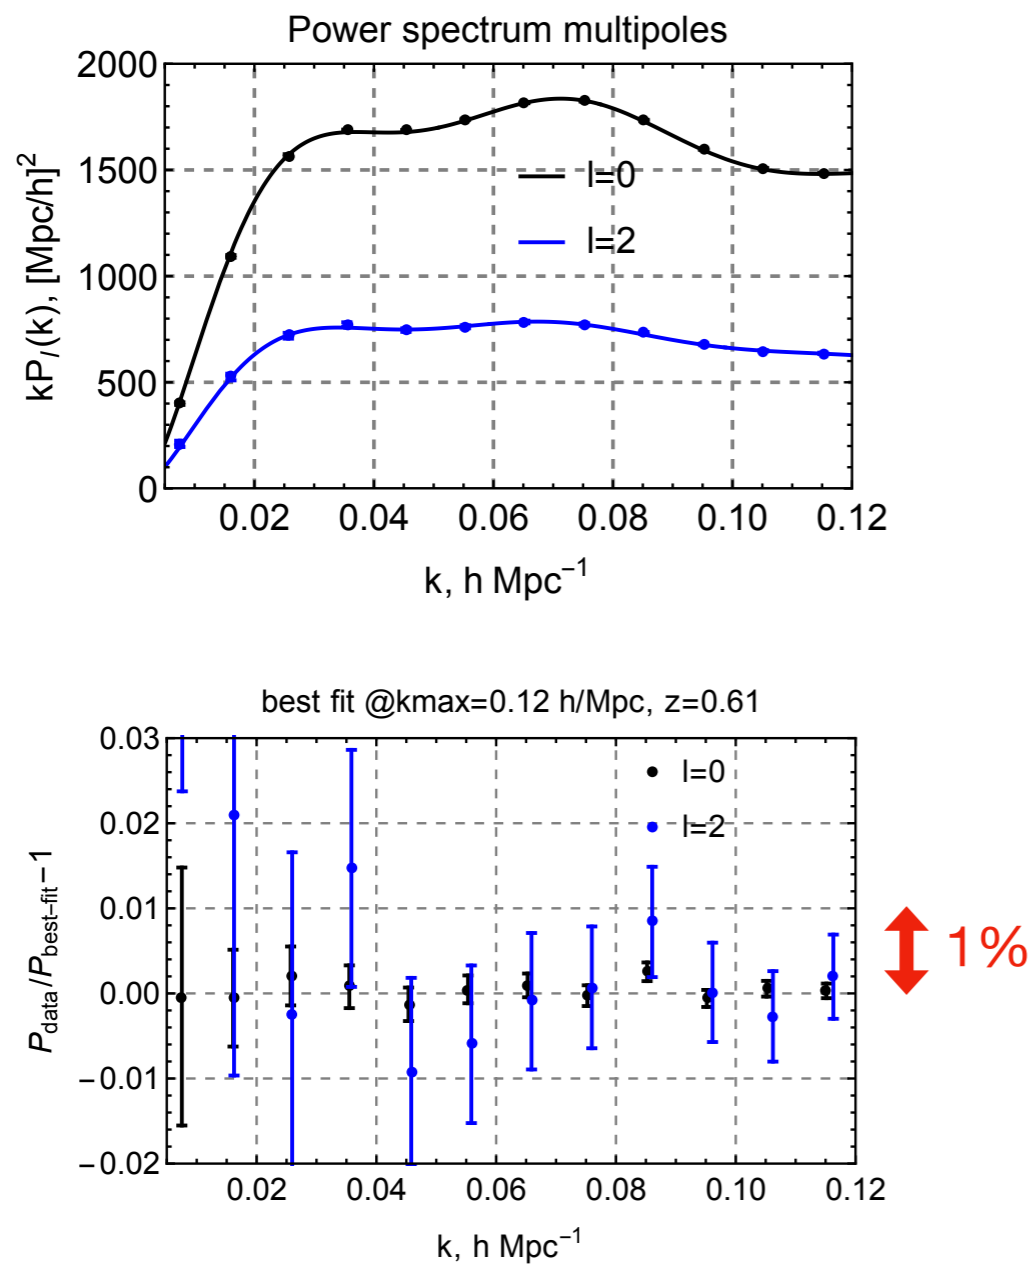 Power spectrum multipoles
kP_l(k), [Mpc/h]^2
2000
1500
1000
500
0
l=0
l=2
0.02 0.04 0.06 0.08 0.10 0.12
k, h Mpc^−1
best fit @kmax=0.12 h/Mpc, z=0.61
P_data/P_best−fit−1
0.03
0.02
0.01
0.00
−0.01
−0.02
l=0
l=2
1%
0.02 0.04 0.06 0.08 0.10 0.12
k, h Mpc^−1